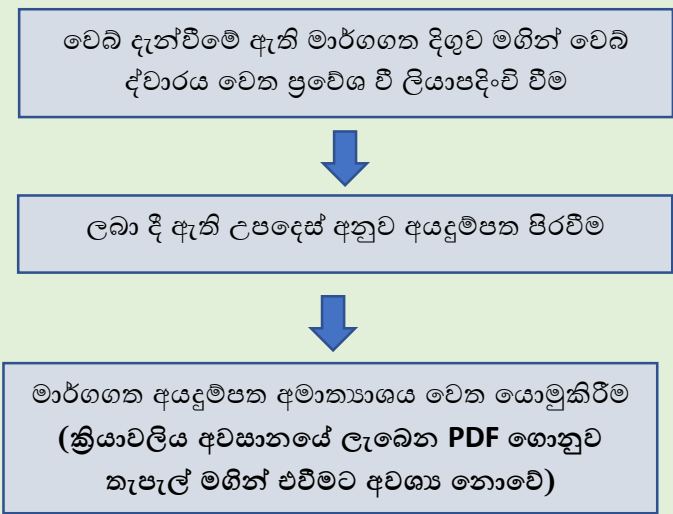 වෙබ් දැන්වීමේ ඇති මාර්ගගත දිගුව මගින් වෙබ්
ද්වාරය වෙත ප්‍රවේශ වී ලියාපදිංචි වීම
ලබා දී ඇති උපදෙස් අනුව අයදුම්පත පිරවීම
මාර්ගගත අයදුම්පත අමාත්‍යාශය වෙත යොමුකිරීම
(ක්‍රියාවලිය අවසානයේ ලැබෙන PDF ගොනුව
තැපැල් මගින් එවීමට අවශ්‍ය නොවේ)